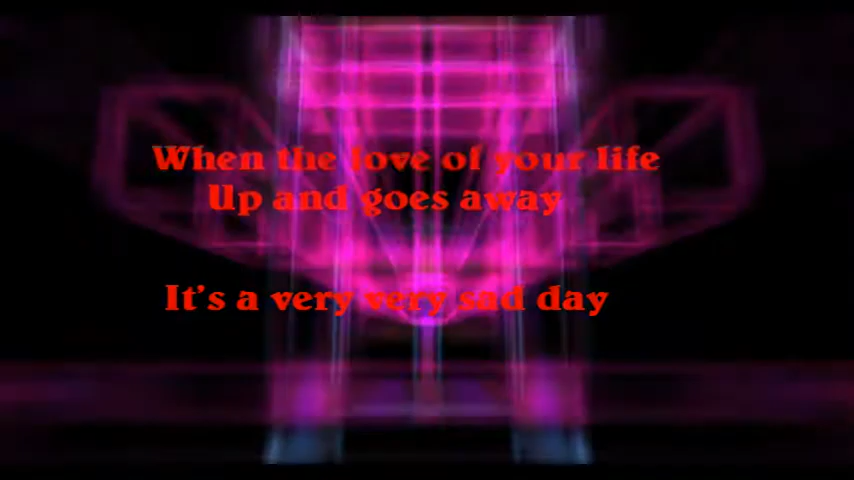 When the love of your life
Up and goes away
It's a very very sad day